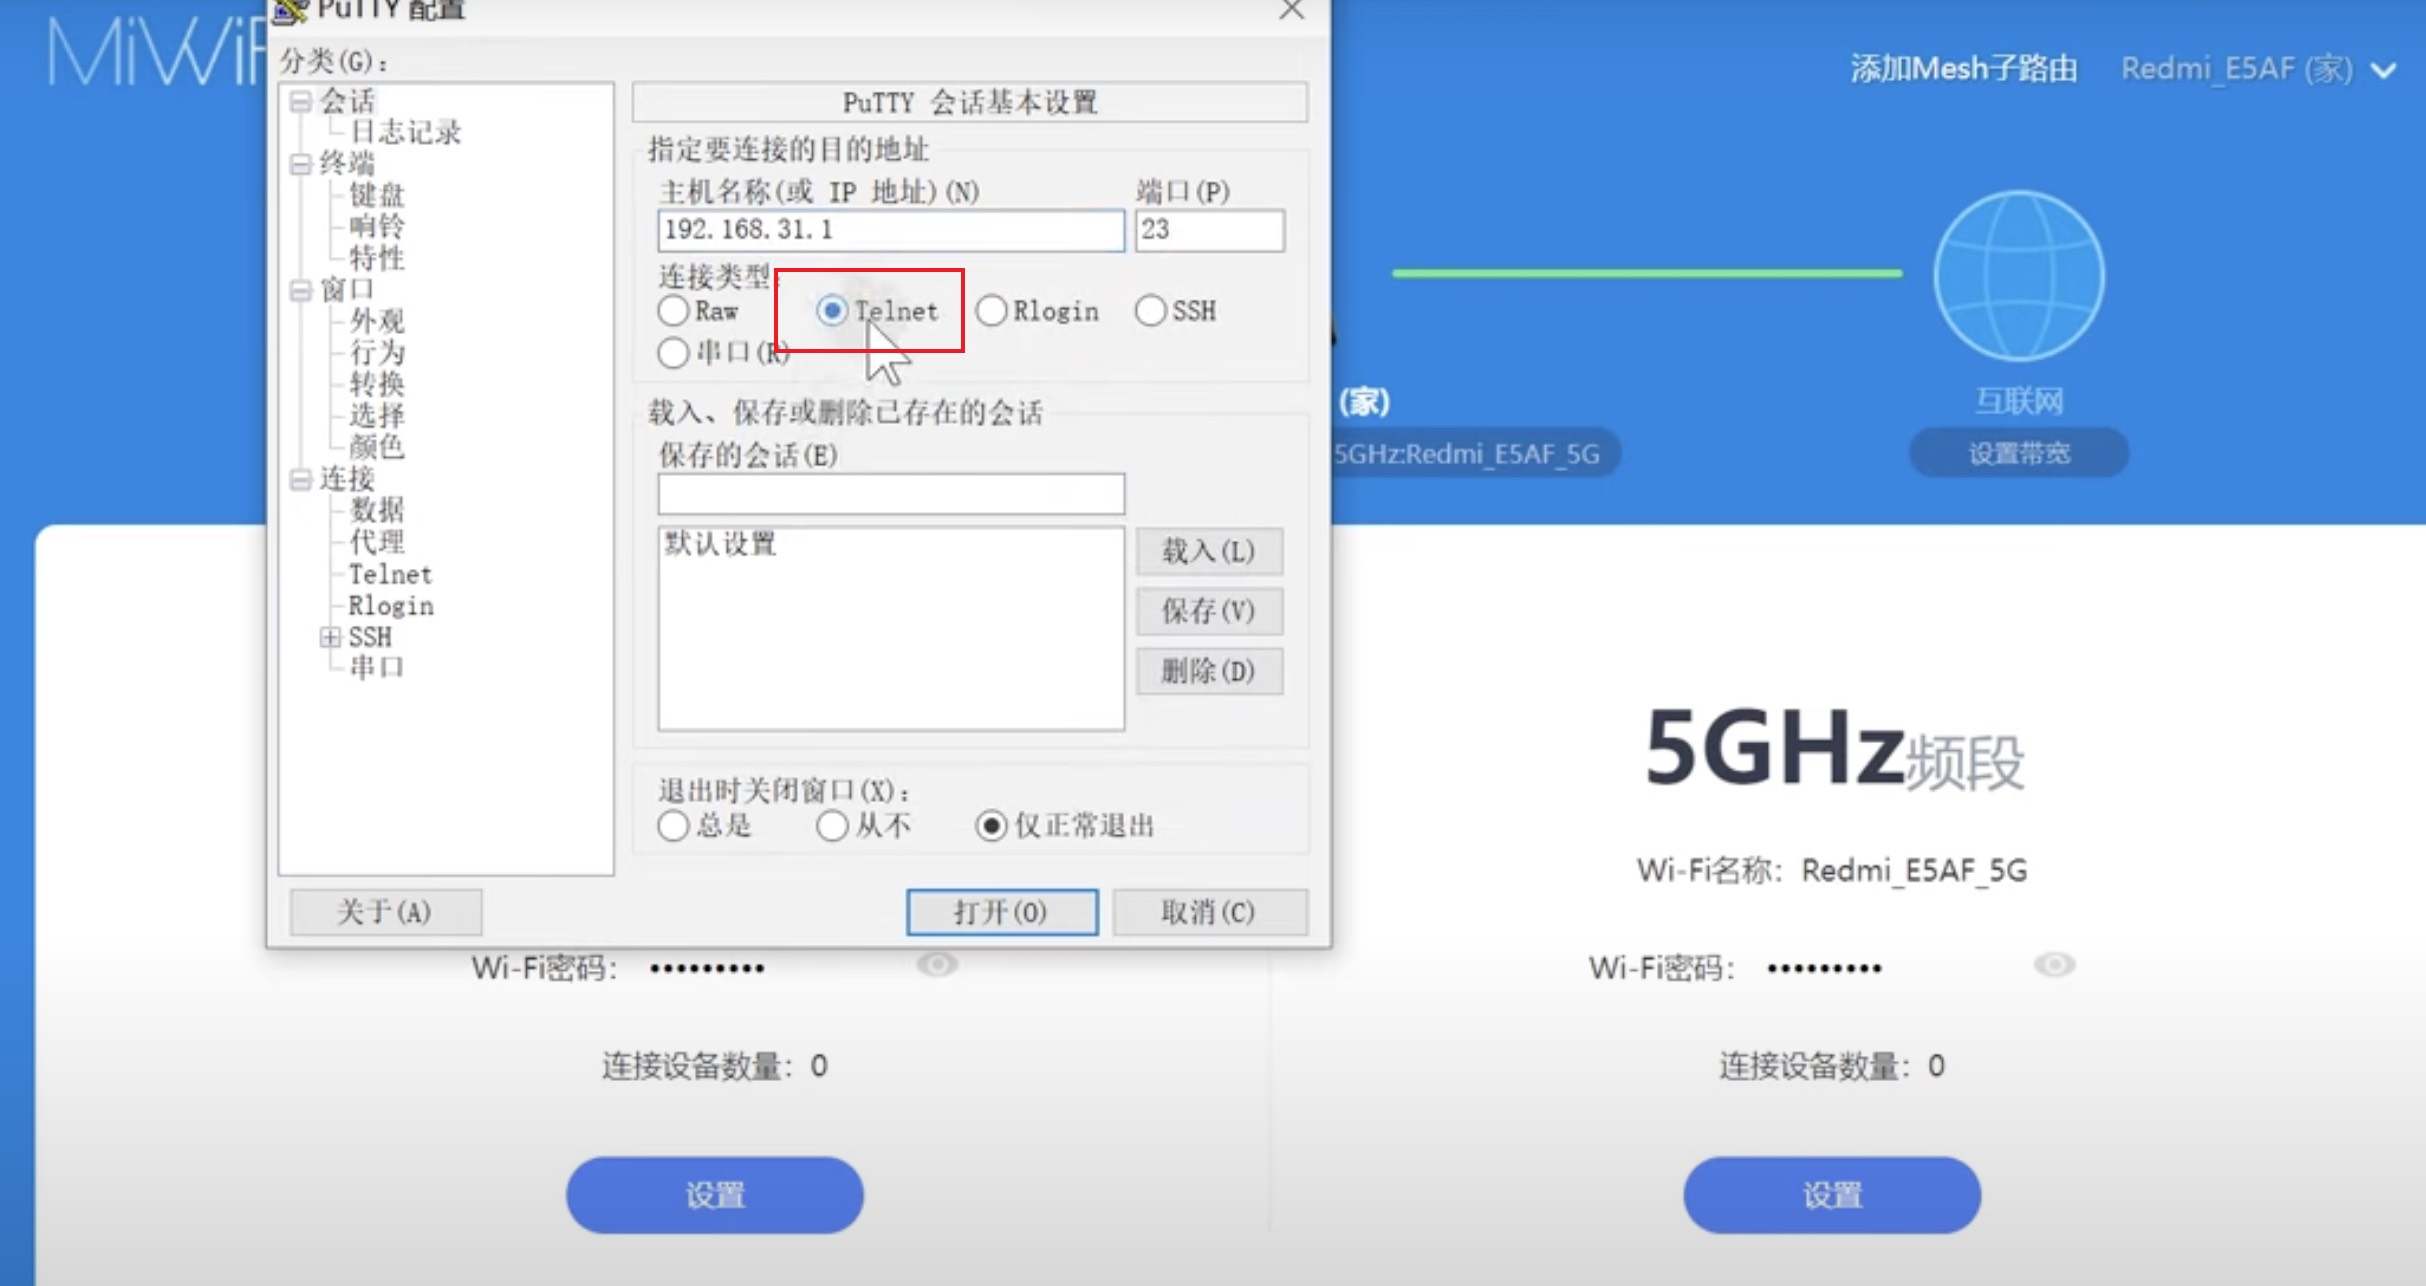 MiWiF
PuTTY 配置
添加Mesh子路由 Redmi_E5AF (家)
分类(G):
会话
日志记录
终端
键盘
响铃
特性
窗口
外观
行为
转换
选择
颜色
连接
数据
代理
Telnet
Rlogin
SSH
串口
PuTTY 会话基本设置
指定要连接的目的地址
主机名称(或 IP 地址)(N) 端口(P)
192.168.31.1 23
连接类型:
Raw Telnet Rlogin SSH
串口(R)
载入、保存或删除已存在的会话
保存的会话(E)
默认设置
载入(L)
保存(V)
删除(D)
退出时关闭窗口(X):
总是 从不 仅正常退出
关于(A) 打开(O) 取消(C)
(家)
5GHz:Redmi_E5AF_5G
互联网
设置带宽
5GHz频段
Wi-Fi名称: Redmi_E5AF_5G
Wi-Fi密码: ••••••••• Wi-Fi密码: •••••••••
连接设备数量: 0 连接设备数量: 0
设置 设置